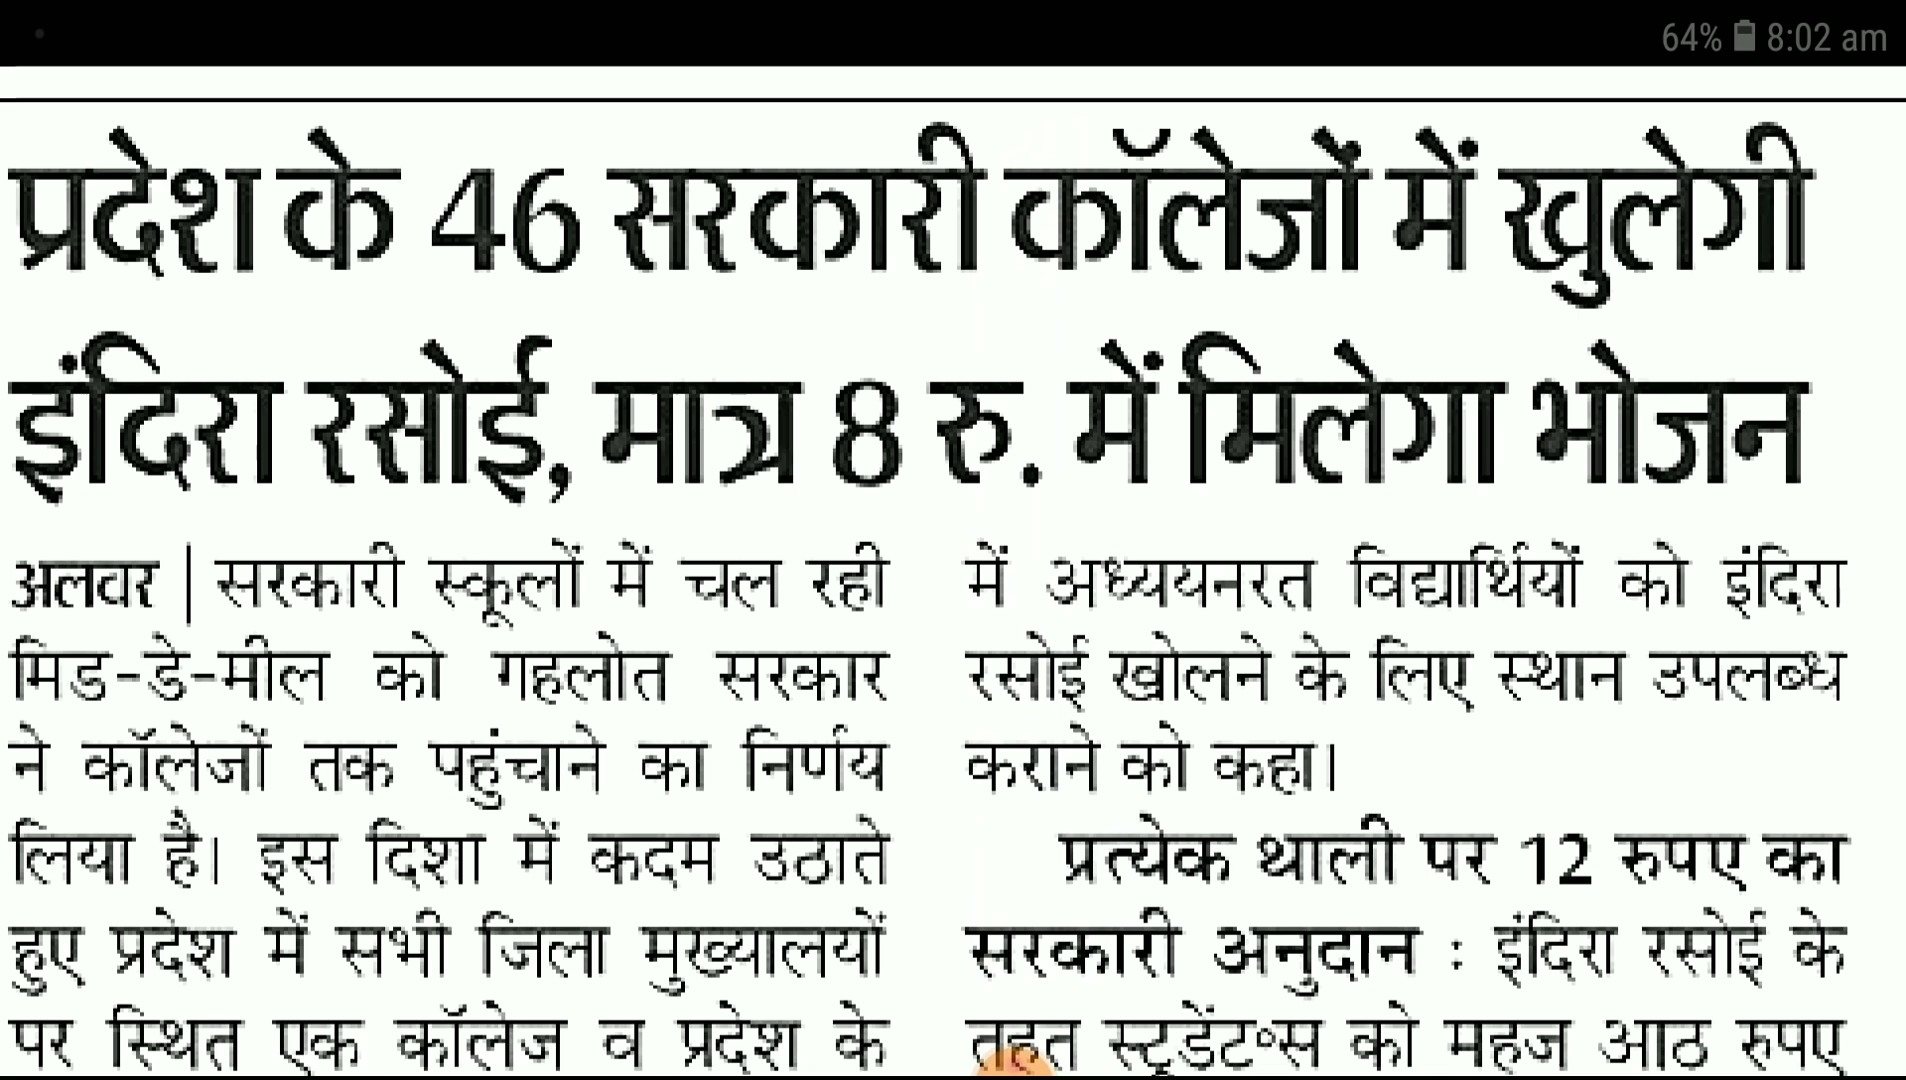 64% 8:02 am
प्रदेश के 46 सरकारी कॉलेजों में खुलेगी
इंदिरा रसोई, मात्र 8 रु. में मिलेगा भोजन
अलवर | सरकारी स्कूलों में चल रही
मिड-डे-मील को गहलोत सरकार
ने कॉलेजों तक पहुंचाने का निर्णय
लिया है। इस दिशा में कदम उठाते
हुए प्रदेश में सभी जिला मुख्यालयों
पर स्थित एक कॉलेज व प्रदेश के
में अध्ययनरत विद्यार्थियों को इंदिरा
रसोई खोलने के लिए स्थान उपलब्ध
कराने को कहा।
प्रत्येक थाली पर 12 रुपए का
सरकारी अनुदान : इंदिरा रसोई के
तहत स्टूडेंट॰स को महज आठ रुपए